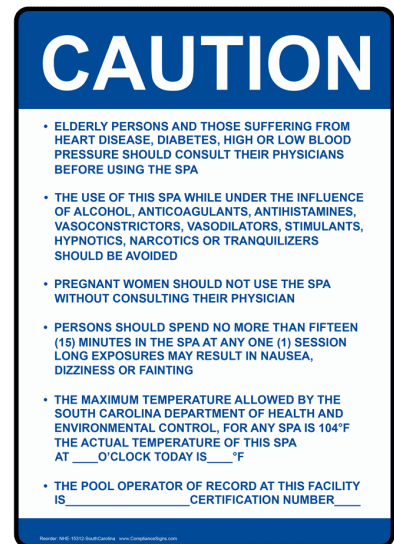 CAUTION
• ELDERLY PERSONS AND THOSE SUFFERING FROM
HEART DISEASE, DIABETES, HIGH OR LOW BLOOD
PRESSURE SHOULD CONSULT THEIR PHYSICIANS
BEFORE USING THE SPA
• THE USE OF THIS SPA WHILE UNDER THE INFLUENCE
OF ALCOHOL, ANTICOAGULANTS, ANTIHISTAMINES,
VASOCONSTRICTORS, VASODILATORS, STIMULANTS,
HYPNOTICS, NARCOTICS OR TRANQUILIZERS
SHOULD BE AVOIDED
• PREGNANT WOMEN SHOULD NOT USE THE SPA
WITHOUT CONSULTING THEIR PHYSICIAN
• PERSONS SHOULD SPEND NO MORE THAN FIFTEEN
(15) MINUTES IN THE SPA AT ANY ONE (1) SESSION
LONG EXPOSURES MAY RESULT IN NAUSEA,
DIZZINESS OR FAINTING
• THE MAXIMUM TEMPERATURE ALLOWED BY THE
SOUTH CAROLINA DEPARTMENT OF HEALTH AND
ENVIRONMENTAL CONTROL, FOR ANY SPA IS 104°F
THE ACTUAL TEMPERATURE OF THIS SPA
AT ____O'CLOCK TODAY IS____°F
• THE POOL OPERATOR OF RECORD AT THIS FACILITY
IS____________________CERTIFICATION NUMBER____
Reorder: NHE-15312-SouthCarolina www.ComplianceSigns.com